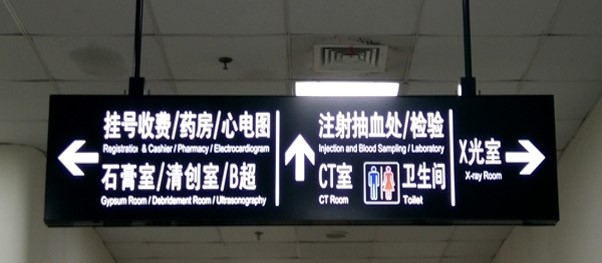 挂号收费/药房/心电图
Registratio & Cashier / Pharmacy / Electrocardiogram
石膏室/清创室/B超
Gypsum Room / Debridement Room / Ultrasonography
注射抽血处/检验
Injection and Blood Sampling / Laboratory
CT室 卫生间
CT Room Toilet
X光室
X-ray Room